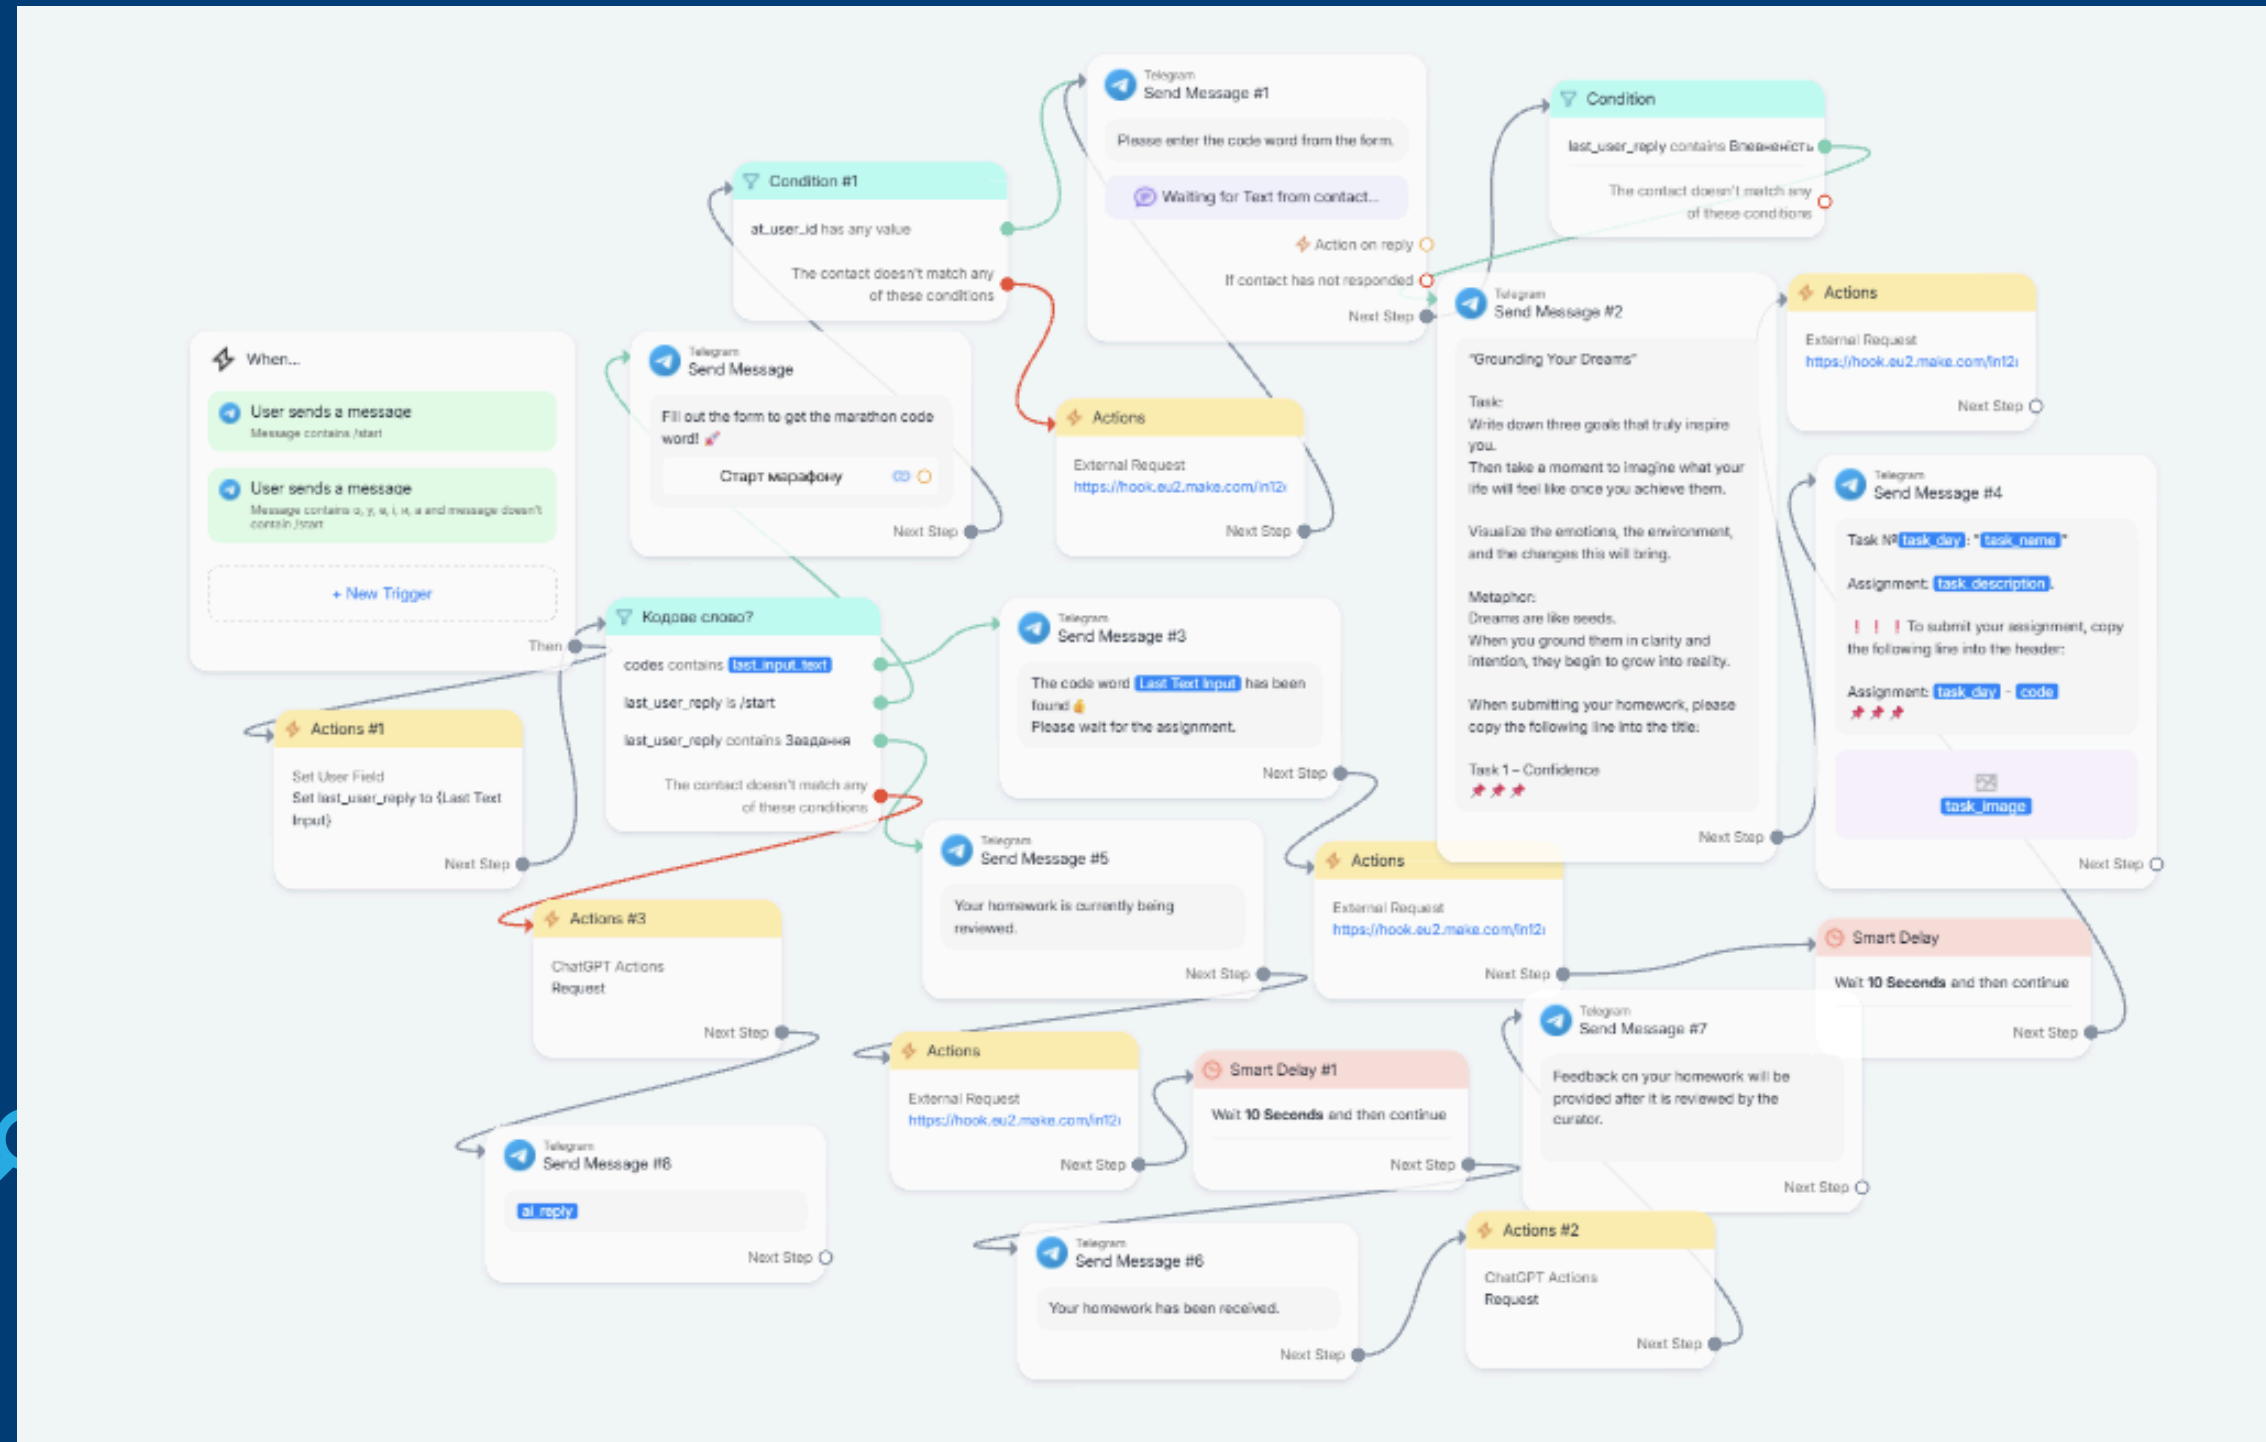 When...
User sends a message
Message contains /start
User sends a message
Message contains о, у, е, і, и, а and message doesn't
contain /start
+ New Trigger
Then
Actions #1
Set User Field
Set last_user_reply to {Last Text
Input}
Next Step
Telegram
Send Message
Fill out the form to get the marathon code
word! 🚀
Старт марафону
Next Step
Condition #1
at_user_id has any value
The contact doesn't match any
of these conditions
Telegram
Send Message #1
Please enter the code word from the form.
Waiting for Text from contact...
Action on reply
If contact has not responded
Next Step
Actions
External Request
https://hook.eu2.make.com/in12
Next Step
Condition
last_user_reply contains Впевненість
The contact doesn't match any
of these conditions
Telegram
Send Message #2
"Grounding Your Dreams"
Task:
Write down three goals that truly inspire
you.
Then take a moment to imagine what your
life will feel like once you achieve them.
Visualize the emotions, the environment,
and the changes this will bring.
Metaphor:
Dreams are like seeds.
When you ground them in clarity and
intention, they begin to grow into reality.
When submitting your homework, please
copy the following line into the title:
Task 1 – Confidence
📌📌📌
Next Step
Actions
External Request
https://hook.eu2.make.com/in12
Next Step
Кодове слово?
codes contains last_input_text
last_user_reply is /start
last_user_reply contains Завдання
The contact doesn't match any
of these conditions
Telegram
Send Message #3
The code word Last Text Input has been
found
Please wait for the assignment.
Next Step
Actions
External Request
https://hook.eu2.make.com/in12
Next Step
Smart Delay
Wait 10 Seconds and then continue
Next Step
Telegram
Send Message #4
Task №task_day: "task_name"
Assignment: task_description.
❗❗❗To submit your assignment, copy
the following line into the header:
Assignment: task_day - code
📌📌📌
task_image
Next Step
Telegram
Send Message #5
Your homework is currently being
reviewed.
Next Step
Actions
External Request
https://hook.eu2.make.com/in12
Next Step
Smart Delay #1
Wait 10 Seconds and then continue
Next Step
Telegram
Send Message #6
Your homework has been received.
Next Step
Actions #2
ChatGPT Actions
Request
Next Step
Telegram
Send Message #7
Feedback on your homework will be
provided after it is reviewed by the
curator.
Next Step
Actions #3
ChatGPT Actions
Request
Next Step
Telegram
Send Message #8
ai_reply
Next Step